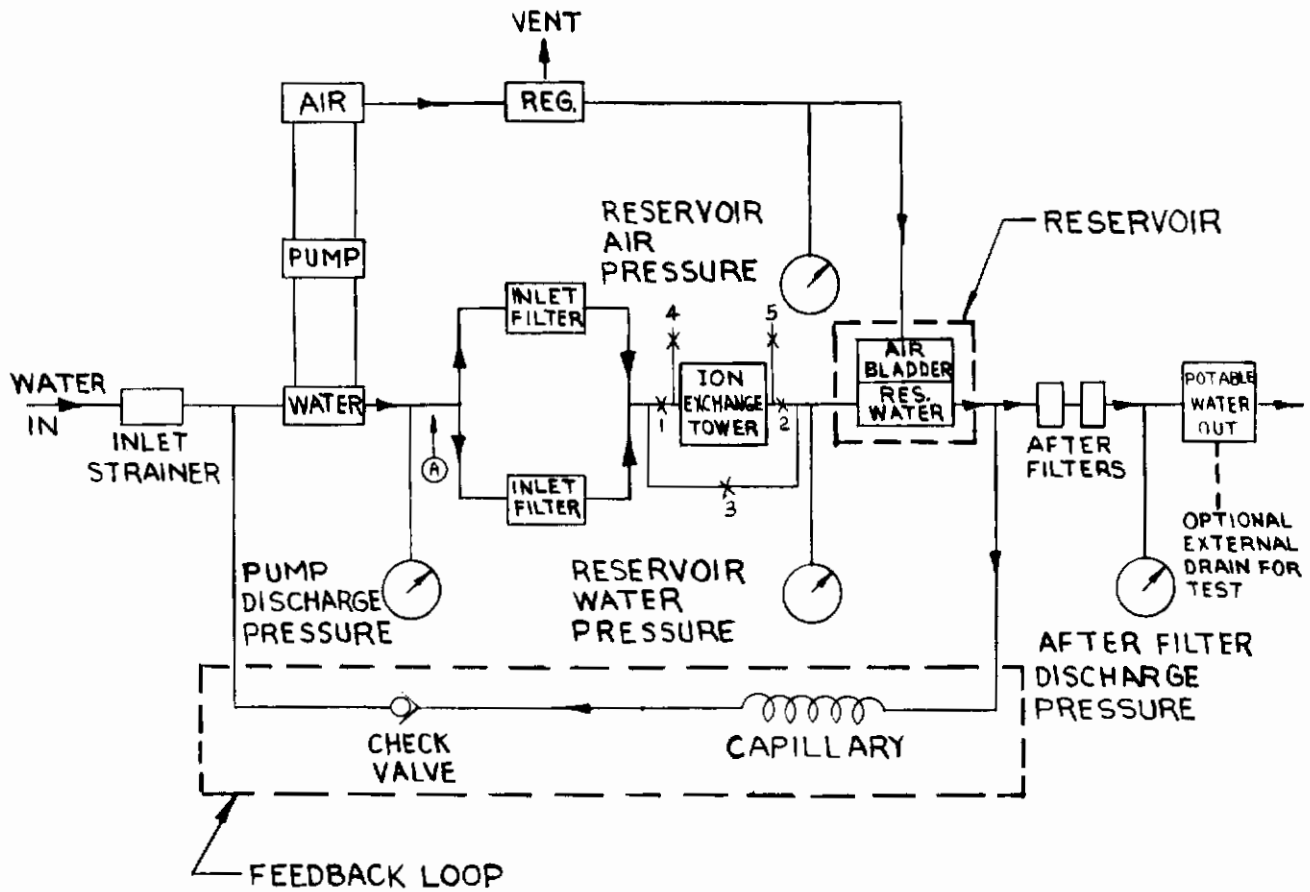 VENT
AIR
REG.
RESERVOIR
AIR
PRESSURE
RESERVOIR
PUMP
INLET
FILTER
4
5
AIR
BLADDER
RES.
WATER
WATER
IN
INLET
STRAINER
WATER
A
1
ION
EXCHANGE
TOWER
2
3
AFTER
FILTERS
POTABLE
WATER
OUT
INLET
FILTER
OPTIONAL
EXTERNAL
DRAIN FOR
TEST
PUMP
DISCHARGE
PRESSURE
RESERVOIR
WATER
PRESSURE
AFTER FILTER
DISCHARGE
PRESSURE
CHECK
VALVE
CAPILLARY
FEEDBACK LOOP